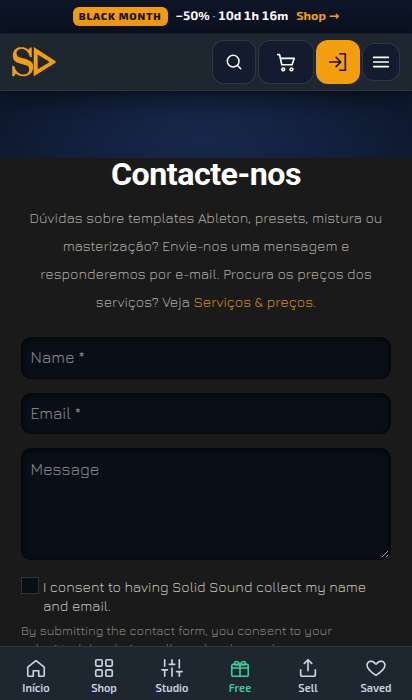 BLACK MONTH −50% · 10d 1h 16m Shop →
S
Contacte-nos
Dúvidas sobre templates Ableton, presets, mistura ou
masterização? Envie-nos uma mensagem e
responderemos por e-mail. Procura os preços dos
serviços? Veja Serviços & preços.
Name *
Email *
Message
I consent to having Solid Sound collect my name
and email.
By submitting the contact form, you consent to your
Início Shop Studio Free Sell Saved